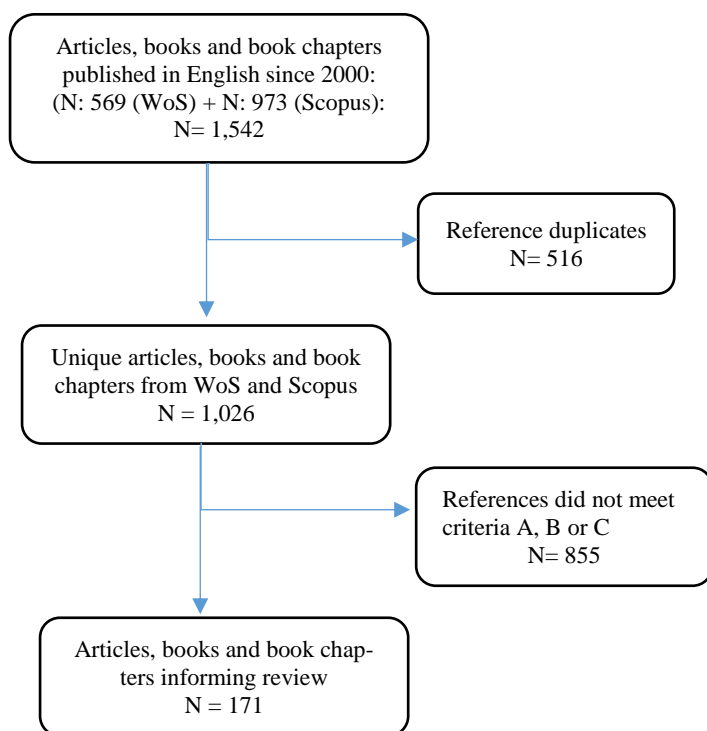 Articles, books and book chapters
published in English since 2000:
(N: 569 (WoS) + N: 973 (Scopus):
N= 1,542
Reference duplicates
N= 516
Unique articles, books and book
chapters from WoS and Scopus
N = 1,026
References did not meet
criteria A, B or C
N= 855
Articles, books and book chap-
ters informing review
N = 171